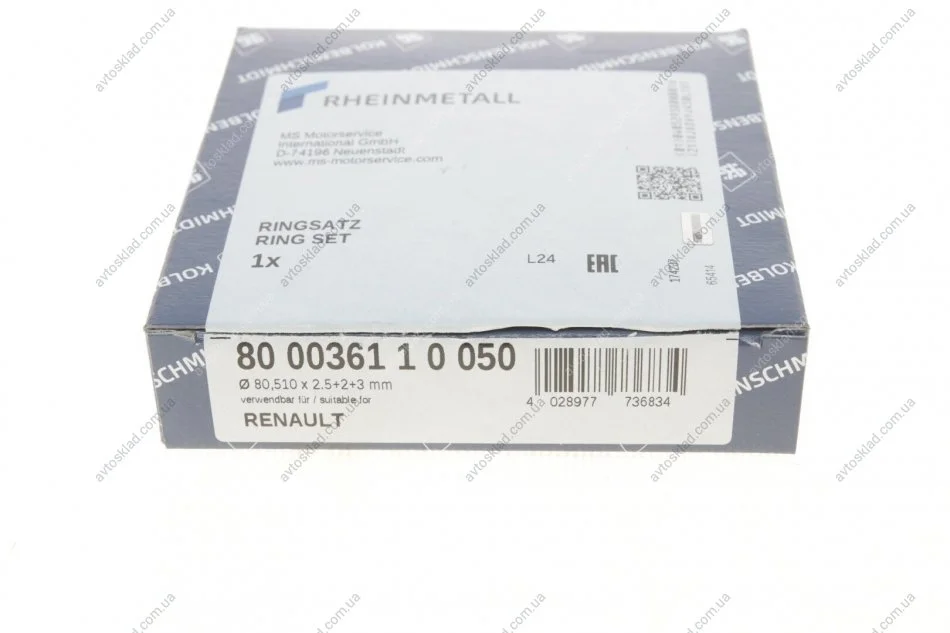 RHEINMETALL
MS Motorservice
International GmbH
D-74196 Neuenstadt
www.ms-motorservice.com
RINGSATZ
RING SET
1x
L24
EAC
65414
80 00361 1 0 050
Ø 80,510 x 2.5+2+3 mm
verwendbar für / suitable for
RENAULT
4 028977 736834
KOLBENSCHMIDT
avtosklad.com.ua